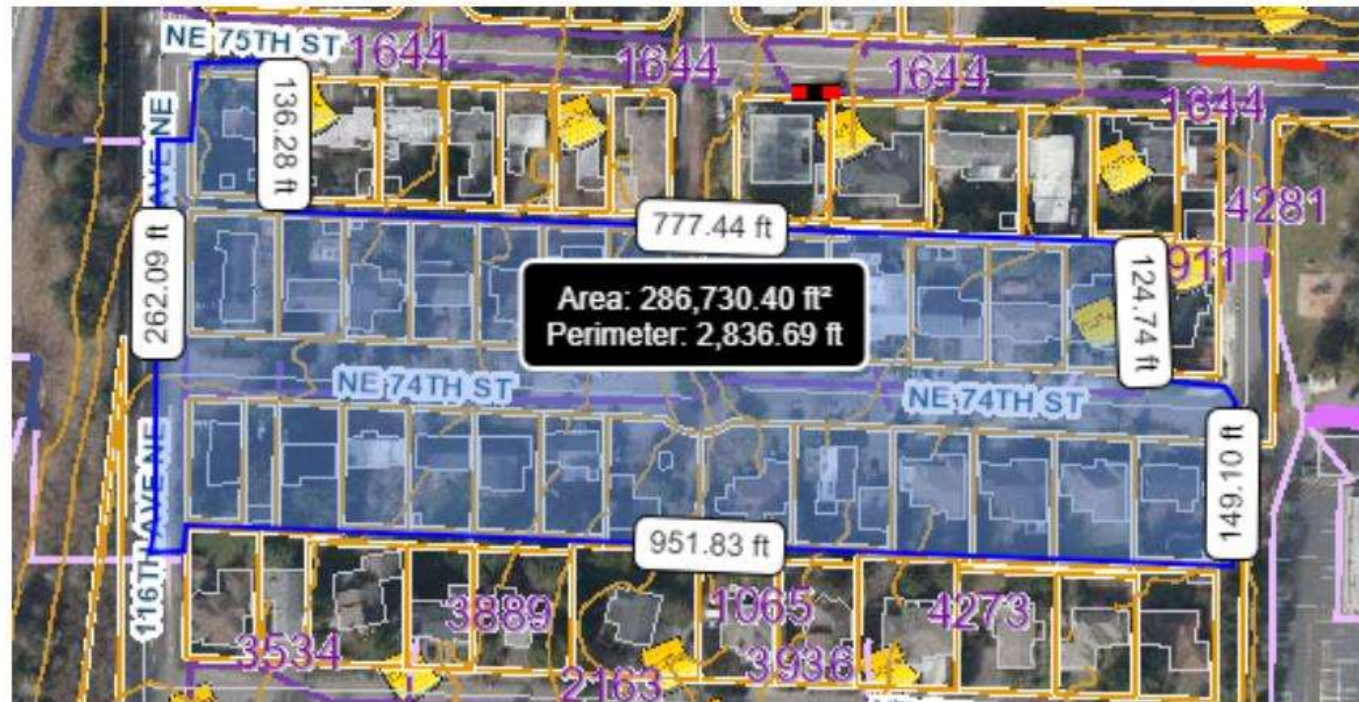 NE 75TH ST
1644
1644
1644
1644
AVE NE
136.28 ft
4281
777.44 ft
911
124.74 ft
262.09 ft
Area: 286,730.40 ft²
Perimeter: 2,836.69 ft
NE 74TH ST
NE 74TH ST
116TH AVE NE
149.10 ft
951.83 ft
3889
1065
4273
3534
2163
3936